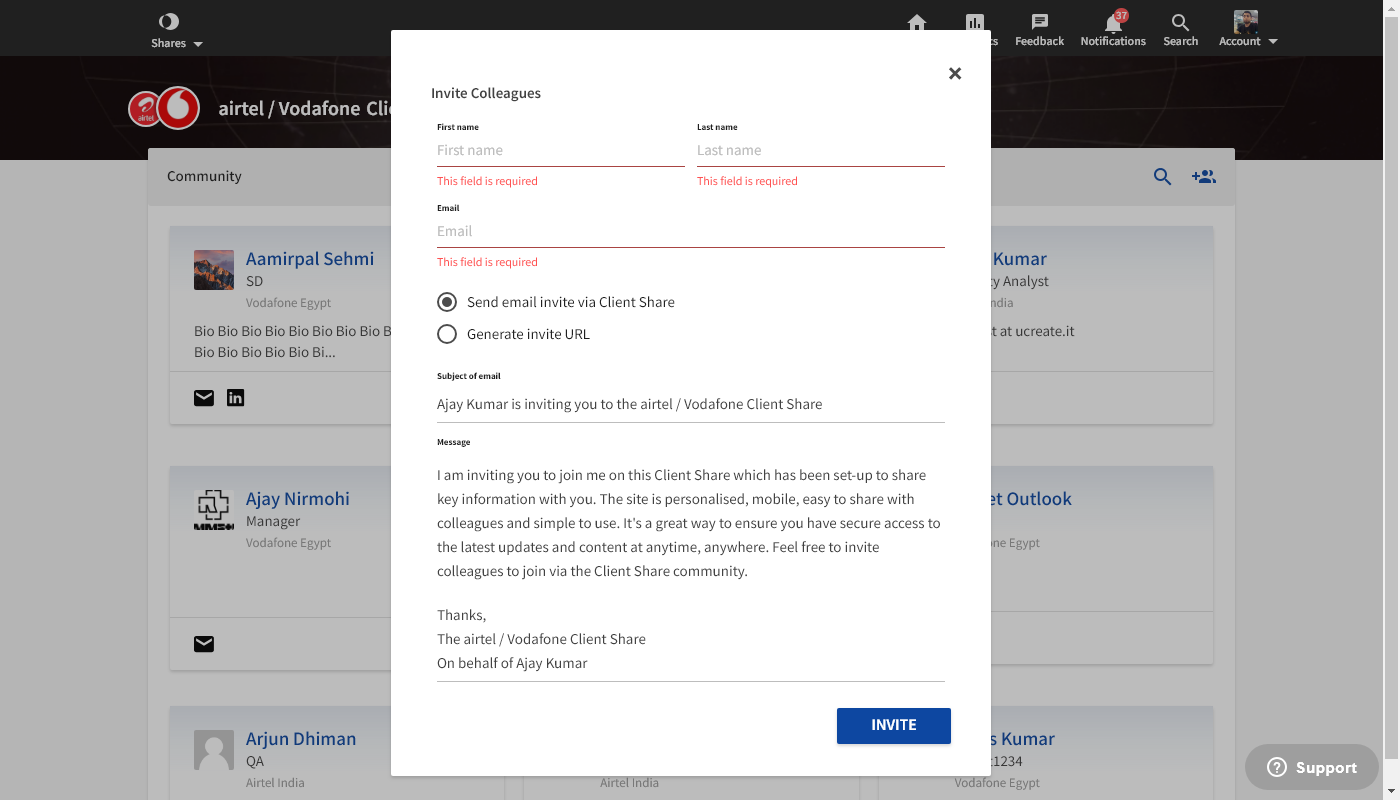 Shares
37
Feedback
Notifications
Search
Account
airtel
airtel / Vodafone
Invite Colleagues
First name
Last name
First name
Last name
This field is required
This field is required
Email
Email
This field is required
Send email invite via Client Share
Generate invite URL
Subject of email
Ajay Kumar is inviting you to the airtel / Vodafone Client Share
Message
I am inviting you to join me on this Client Share which has been set-up to share
key information with you. The site is personalised, mobile, easy to share with
colleagues and simple to use. It's a great way to ensure you have secure access to
the latest updates and content at anytime, anywhere. Feel free to invite
colleagues to join via the Client Share community.
Thanks,
The airtel / Vodafone Client Share
On behalf of Ajay Kumar
INVITE
Community
Aamirpal Sehmi
SD
Vodafone Egypt
Bio Bio Bio Bio Bio Bio Bio Bio B
Bio Bio Bio Bio Bio Bi...
Kumar
Analyst
t at ucreate.it
Ajay Nirmohi
Manager
Vodafone Egypt
et Outlook
Egypt
Arjun Dhiman
QA
Airtel India
Airtel India
s Kumar
:1234
Vodafone Egypt
Support